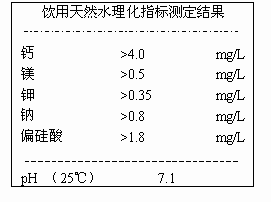 饮用天然水理化指标测定结果
钙 >4.0 mg/L
镁 >0.5 mg/L
钾 >0.35 mg/L
钠 >0.8 mg/L
偏硅酸 >1.8 mg/L
pH （25℃） 7.1